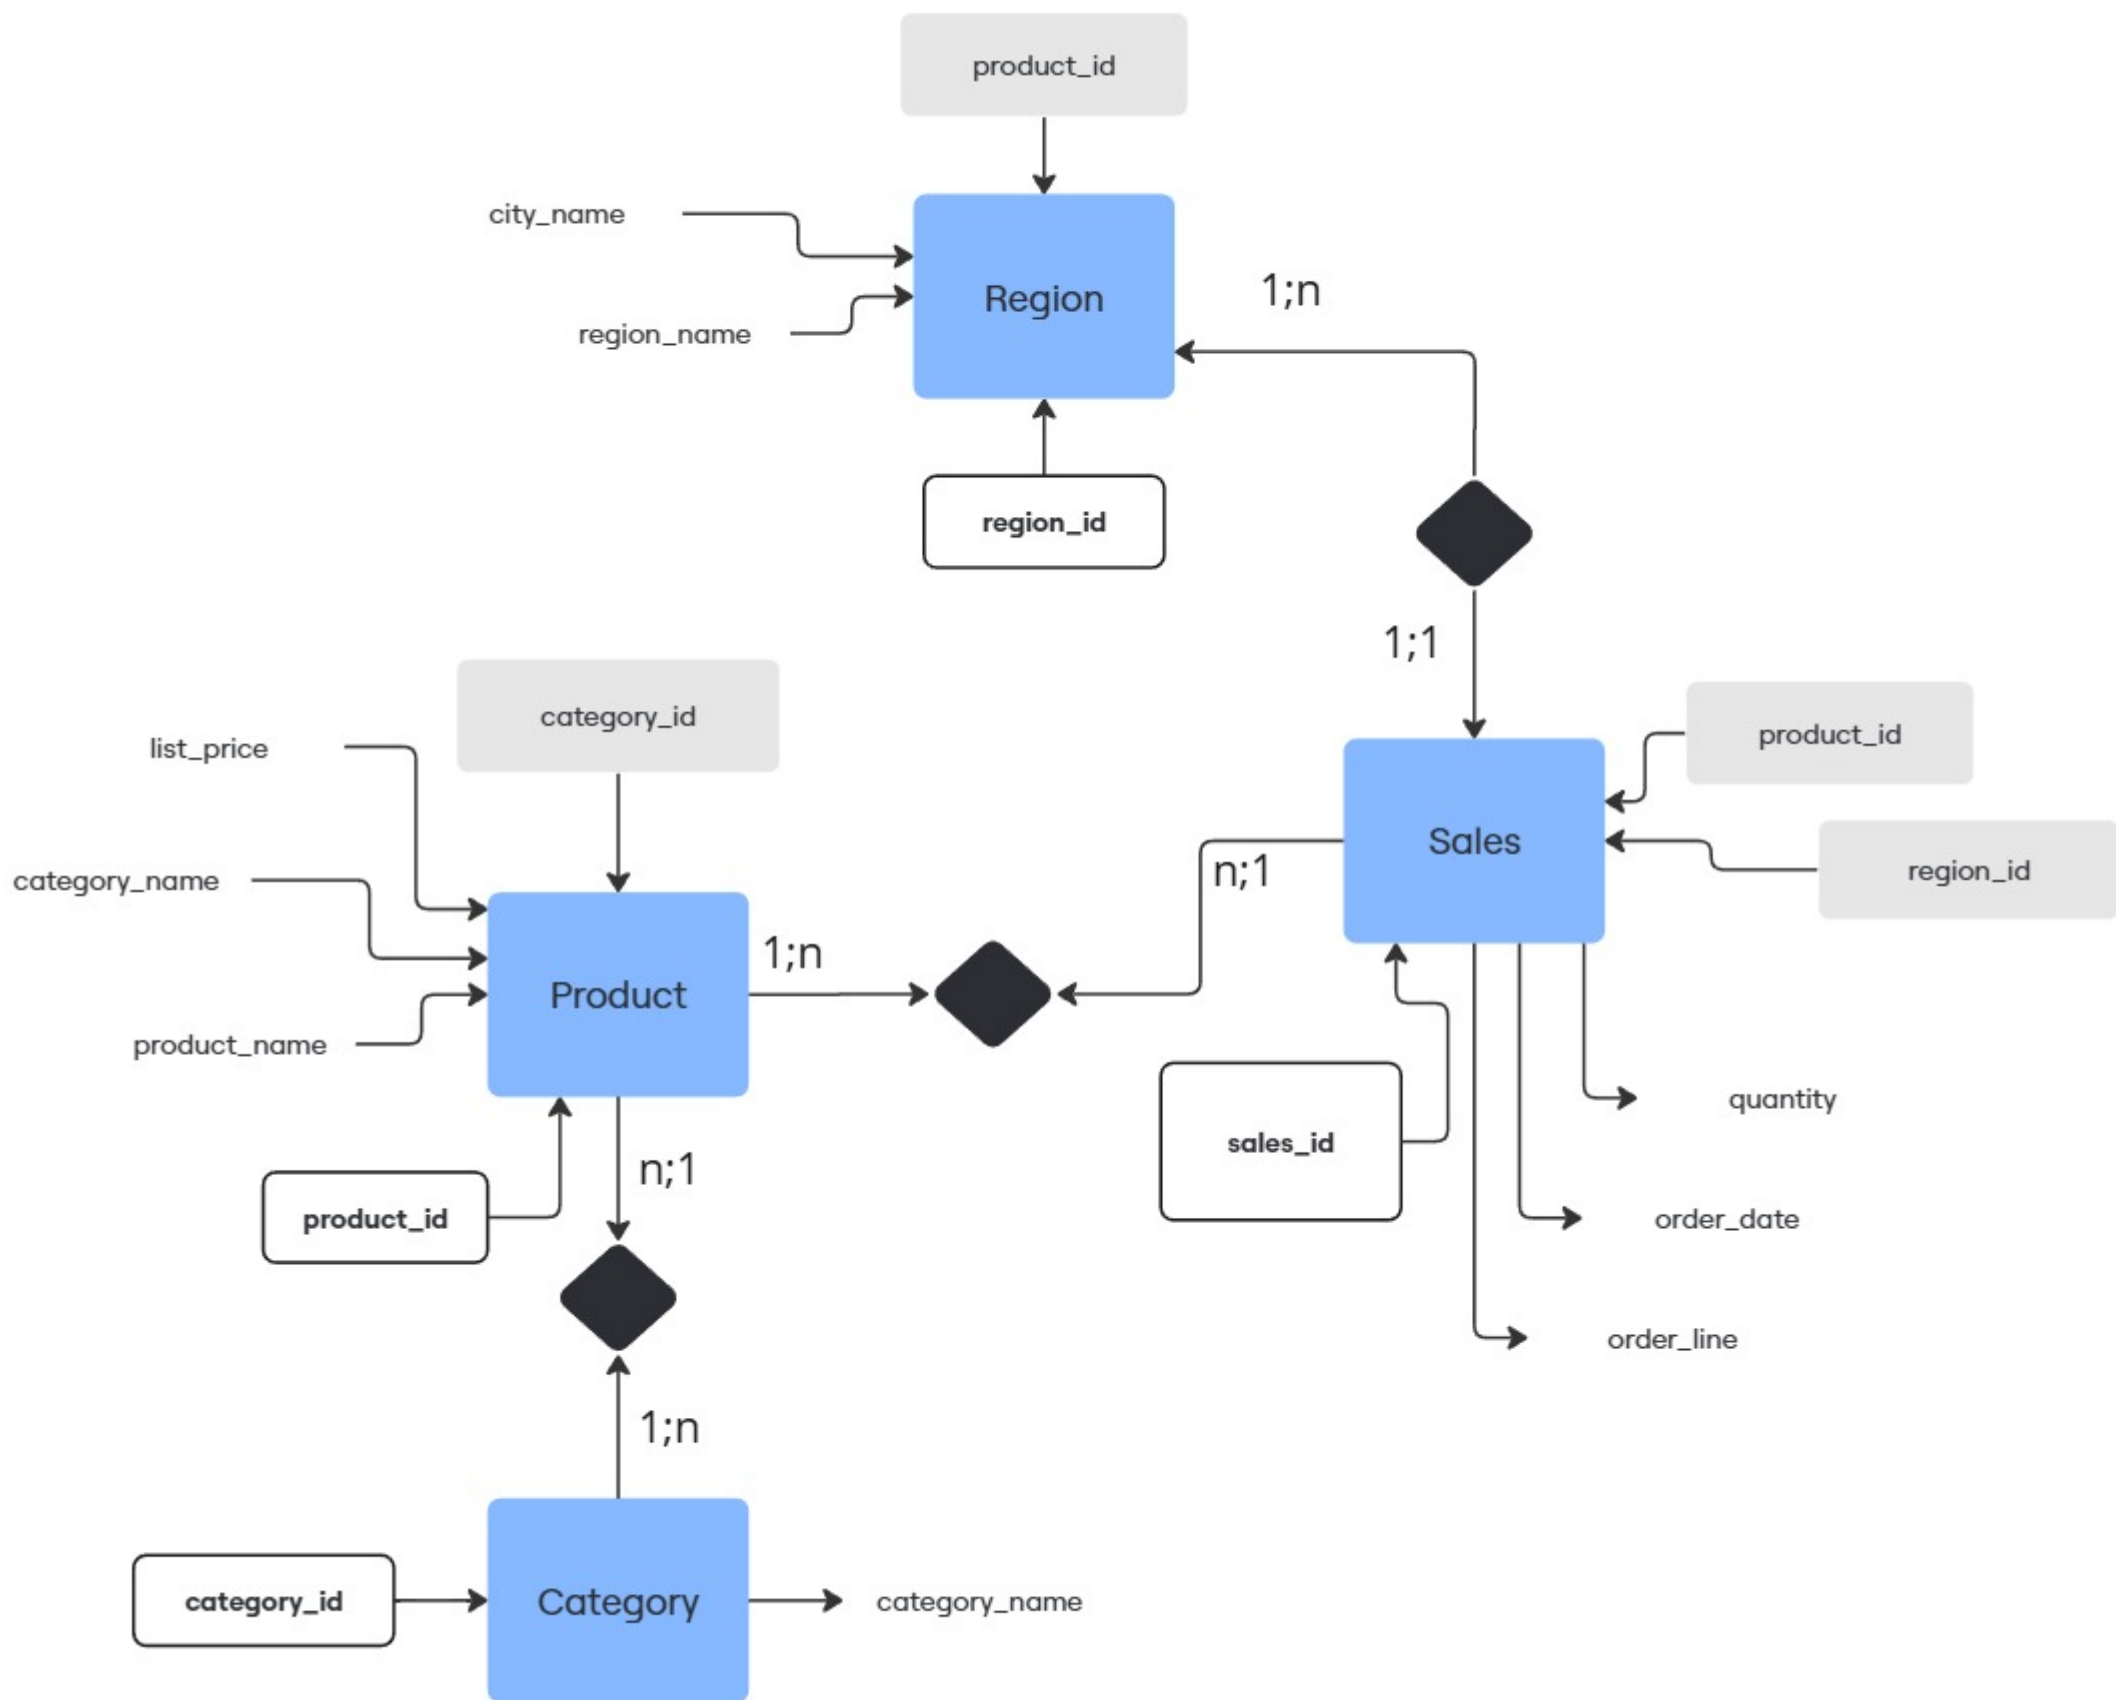 product_id
city_name
Region
1;n
region_name
region_id
1;1
category_id
product_id
list_price
Sales
n;1
region_id
category_name
1;n
Product
product_name
quantity
sales_id
n;1
product_id
order_date
order_line
1;n
category_id
Category
category_name